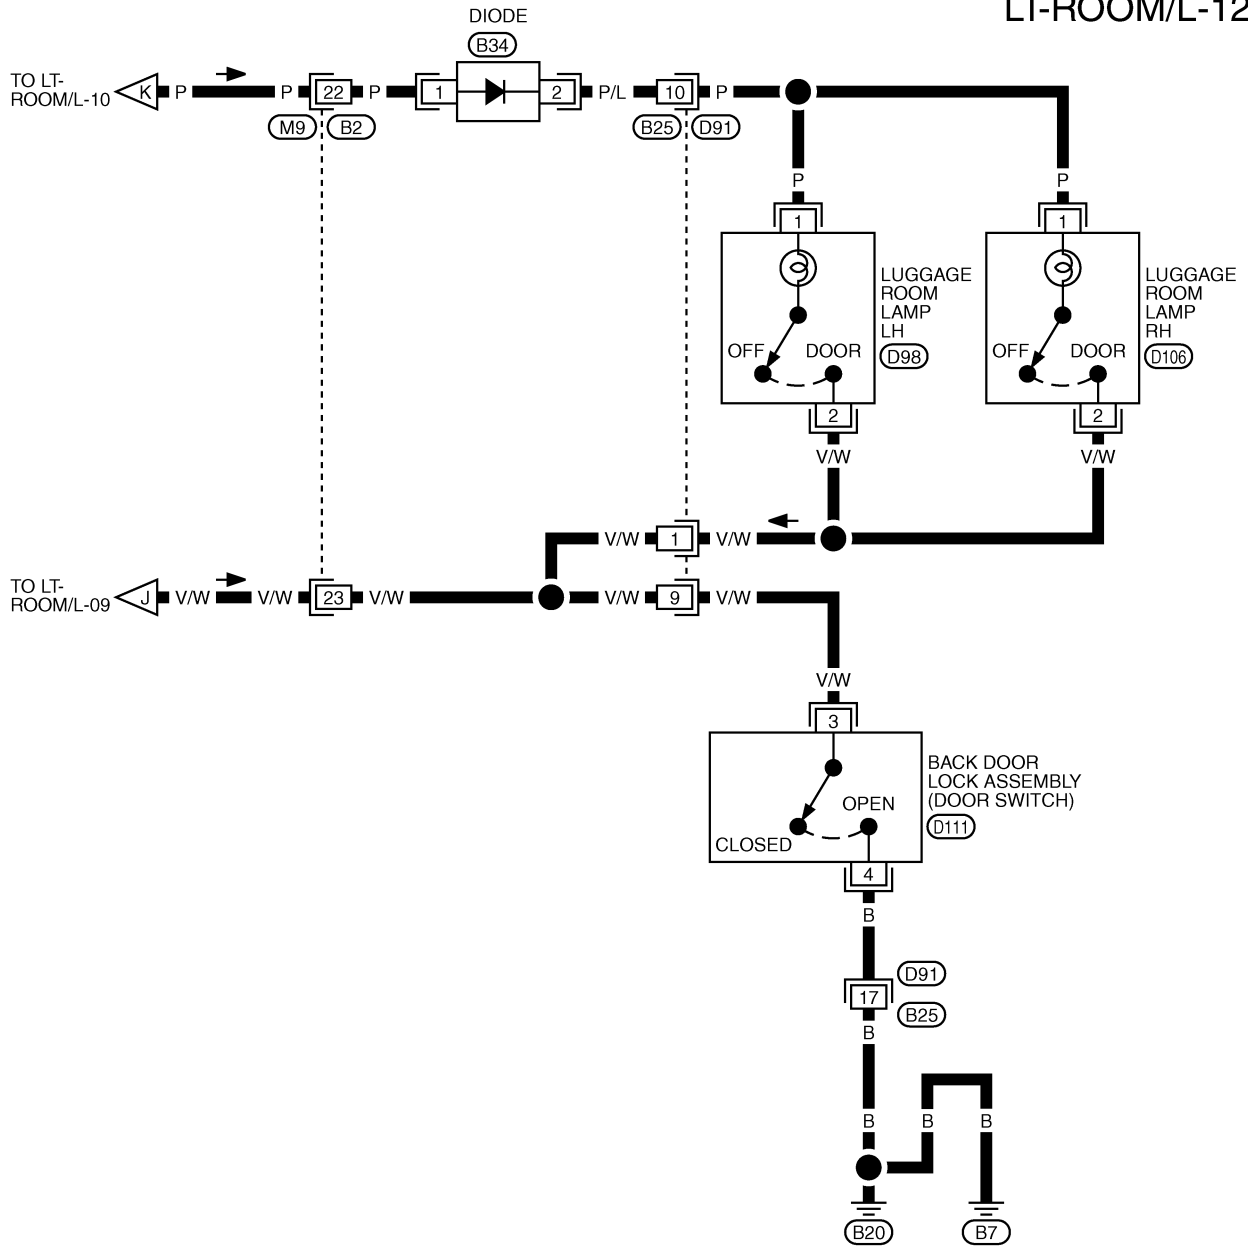 LT-ROOM/L-12
DIODE
B34
TO LT-
ROOM/L-10
K
P
P
22
P
1
2
P/L
10
P
M9
B2
B25
D91
P
P
1
1
LUGGAGE
ROOM
LAMP
LH
D98
OFF
DOOR
LUGGAGE
ROOM
LAMP
RH
D106
OFF
DOOR
2
2
V/W
V/W
V/W
1
V/W
TO LT-
ROOM/L-09
J
V/W
V/W
23
V/W
V/W
9
V/W
V/W
3
BACK DOOR
LOCK ASSEMBLY
(DOOR SWITCH)
D111
OPEN
CLOSED
4
B
D91
17
B25
B
B
B
B
B20
B7